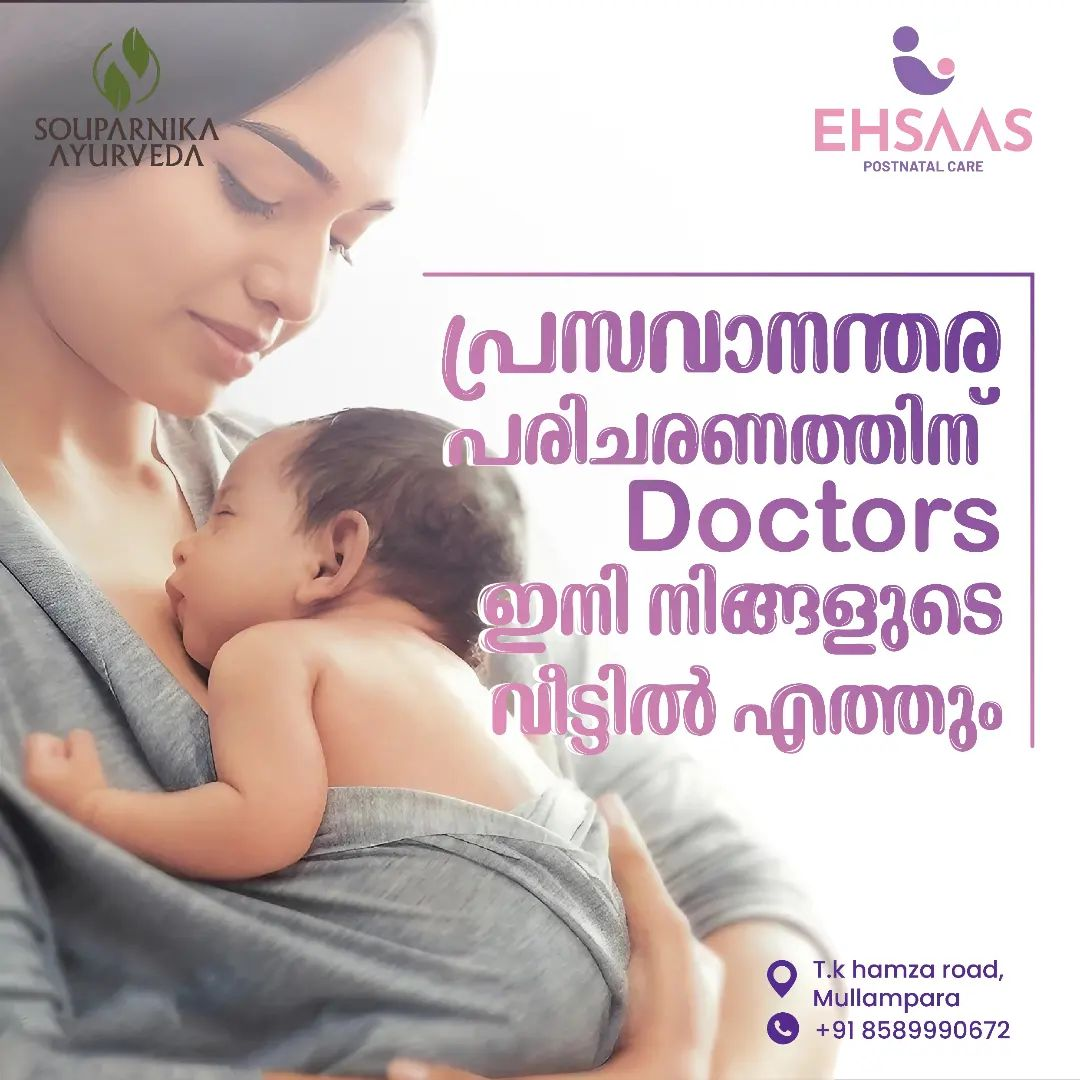 SOUPARNIKA
AYURVEDA
EHSAAS
POSTNATAL CARE
പ്രസവാനന്തര
പരിചരണത്തിന്
Doctors
ഇനി നിങ്ങളുടെ
വീട്ടിൽ എത്തും
T.k hamza road,
Mullampara
+91 8589990672